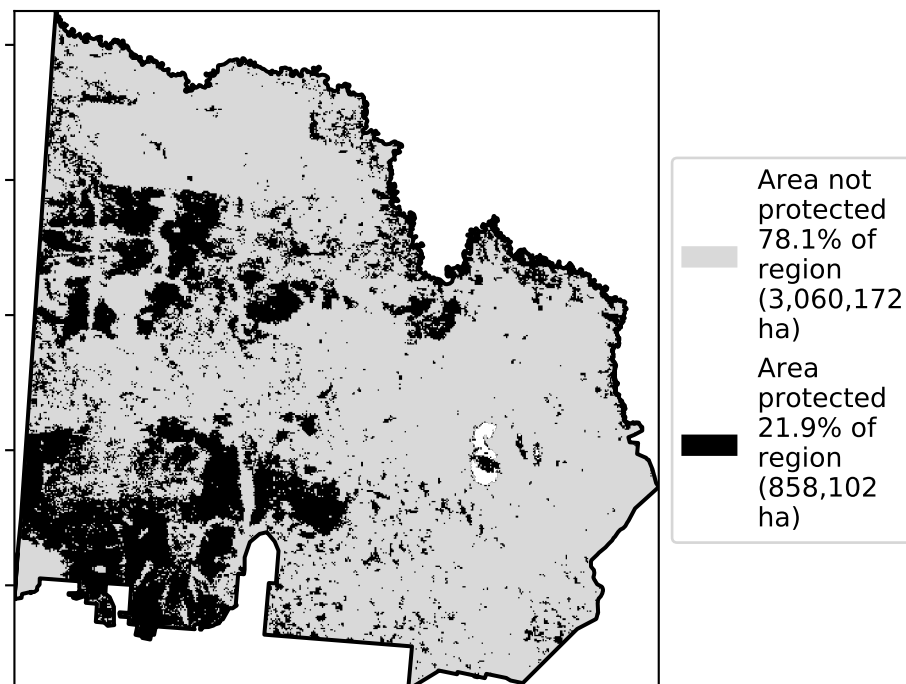 Area not
protected
78.1% of
region
(3,060,172
ha)
Area
protected
21.9% of
region
(858,102
ha)